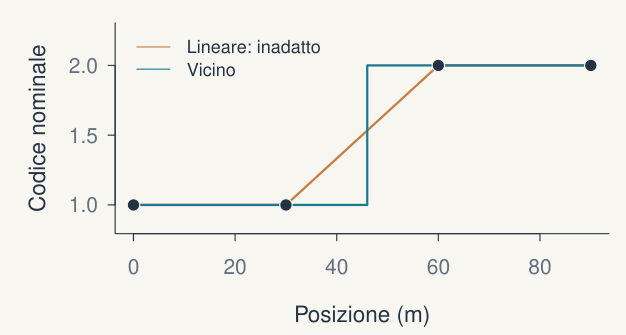 Lineare: inadatto
Vicino
Codice nominale
2.0
1.5
1.0
0 20 40 60 80
Posizione (m)